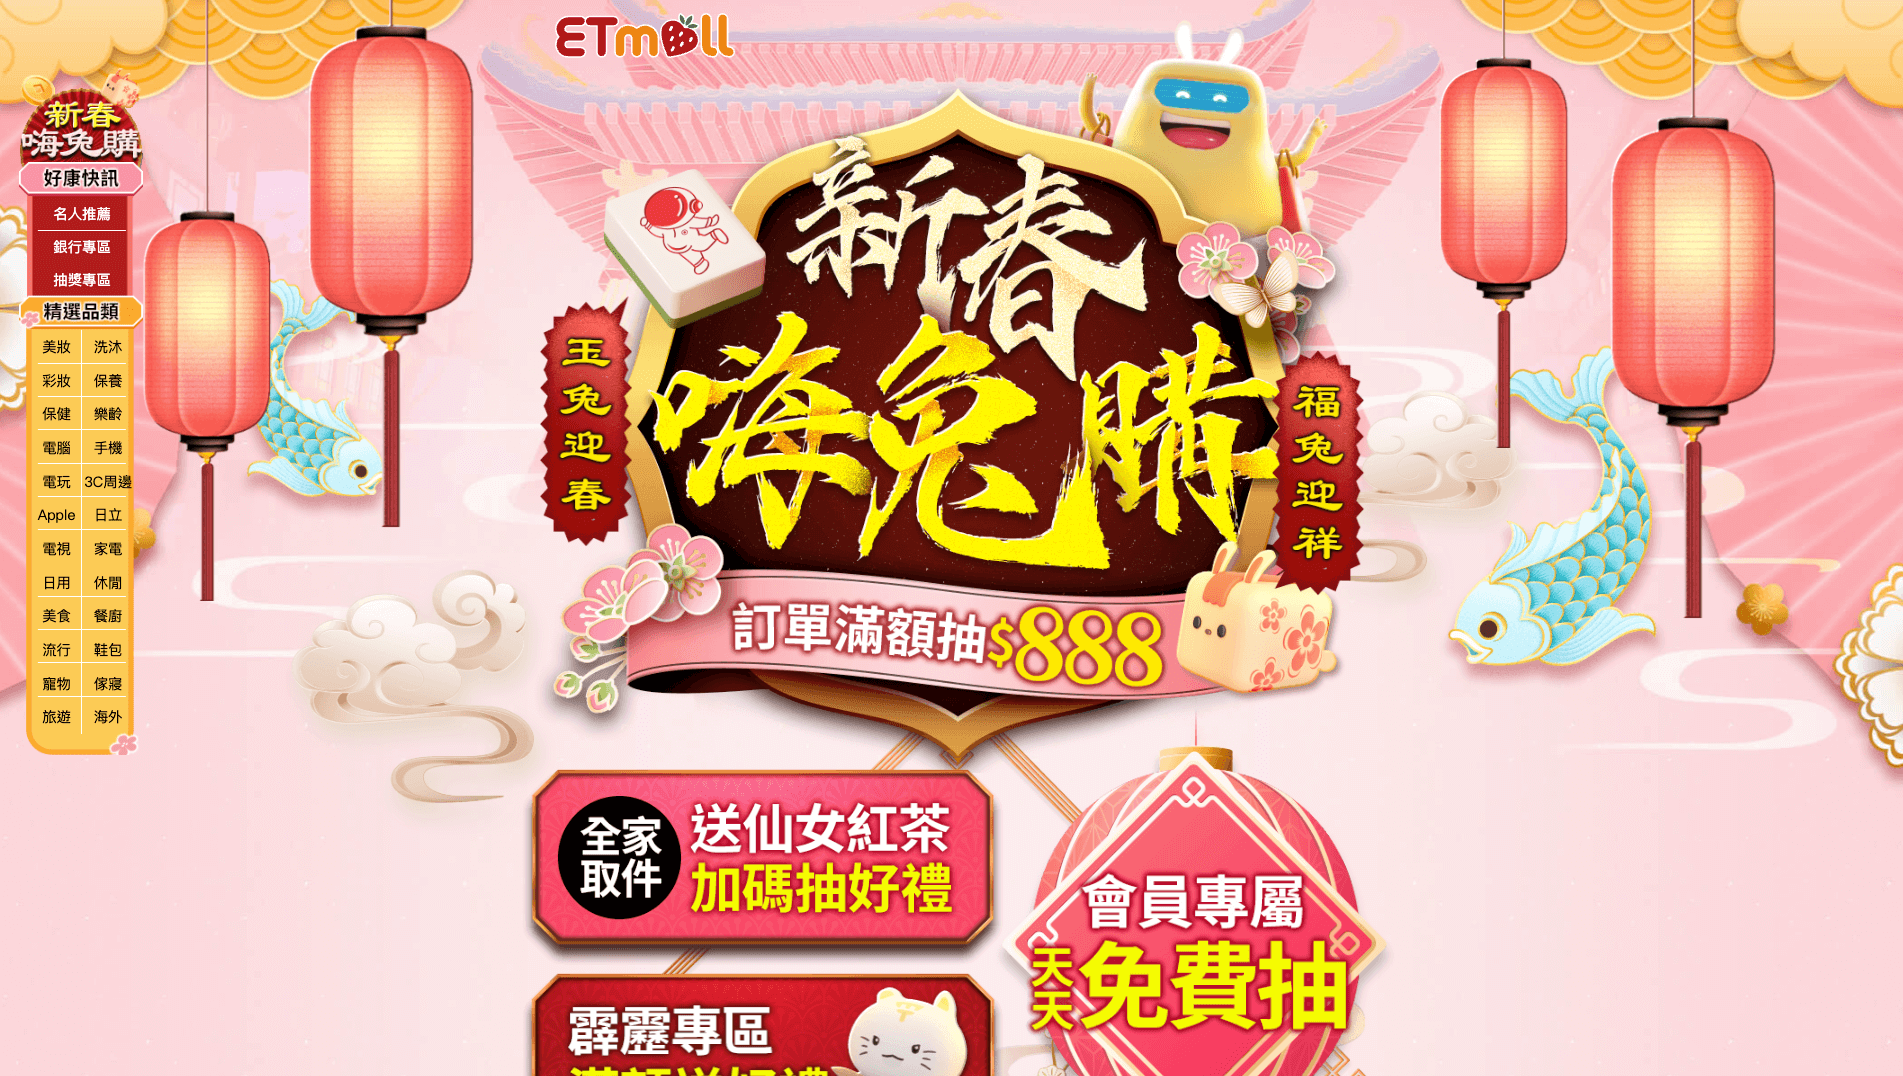 ETmall
新春
嗨兔購
好康快訊
名人推薦
銀行專區
抽獎專區
精選品類
美妝 洗沐
彩妝 保養
保健 樂齡
電腦 手機
電玩 3C周邊
Apple 日立
電視 家電
日用 休閒
美食 餐廚
流行 鞋包
寵物 傢寢
旅遊 海外
新春
嗨兔購
玉兔迎春
福兔迎祥
訂單滿額抽$888
全家
取件
送仙女紅茶
加碼抽好禮
會員專屬
天天免費抽
霹靂專區
滿額送好禮